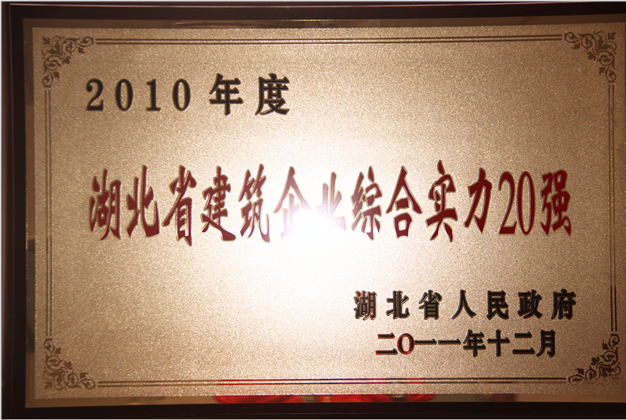 2010年度
湖北省建筑企业综合实力20强
湖北省人民政府
二O一一年十二月